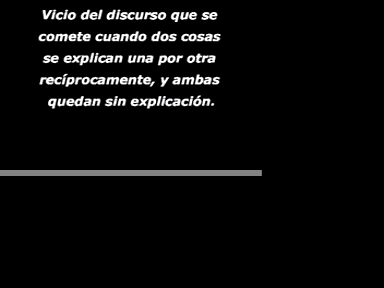 Vicio del discurso que se
comete cuando dos cosas
se explican una por otra
recíprocamente, y ambas
quedan sin explicación.